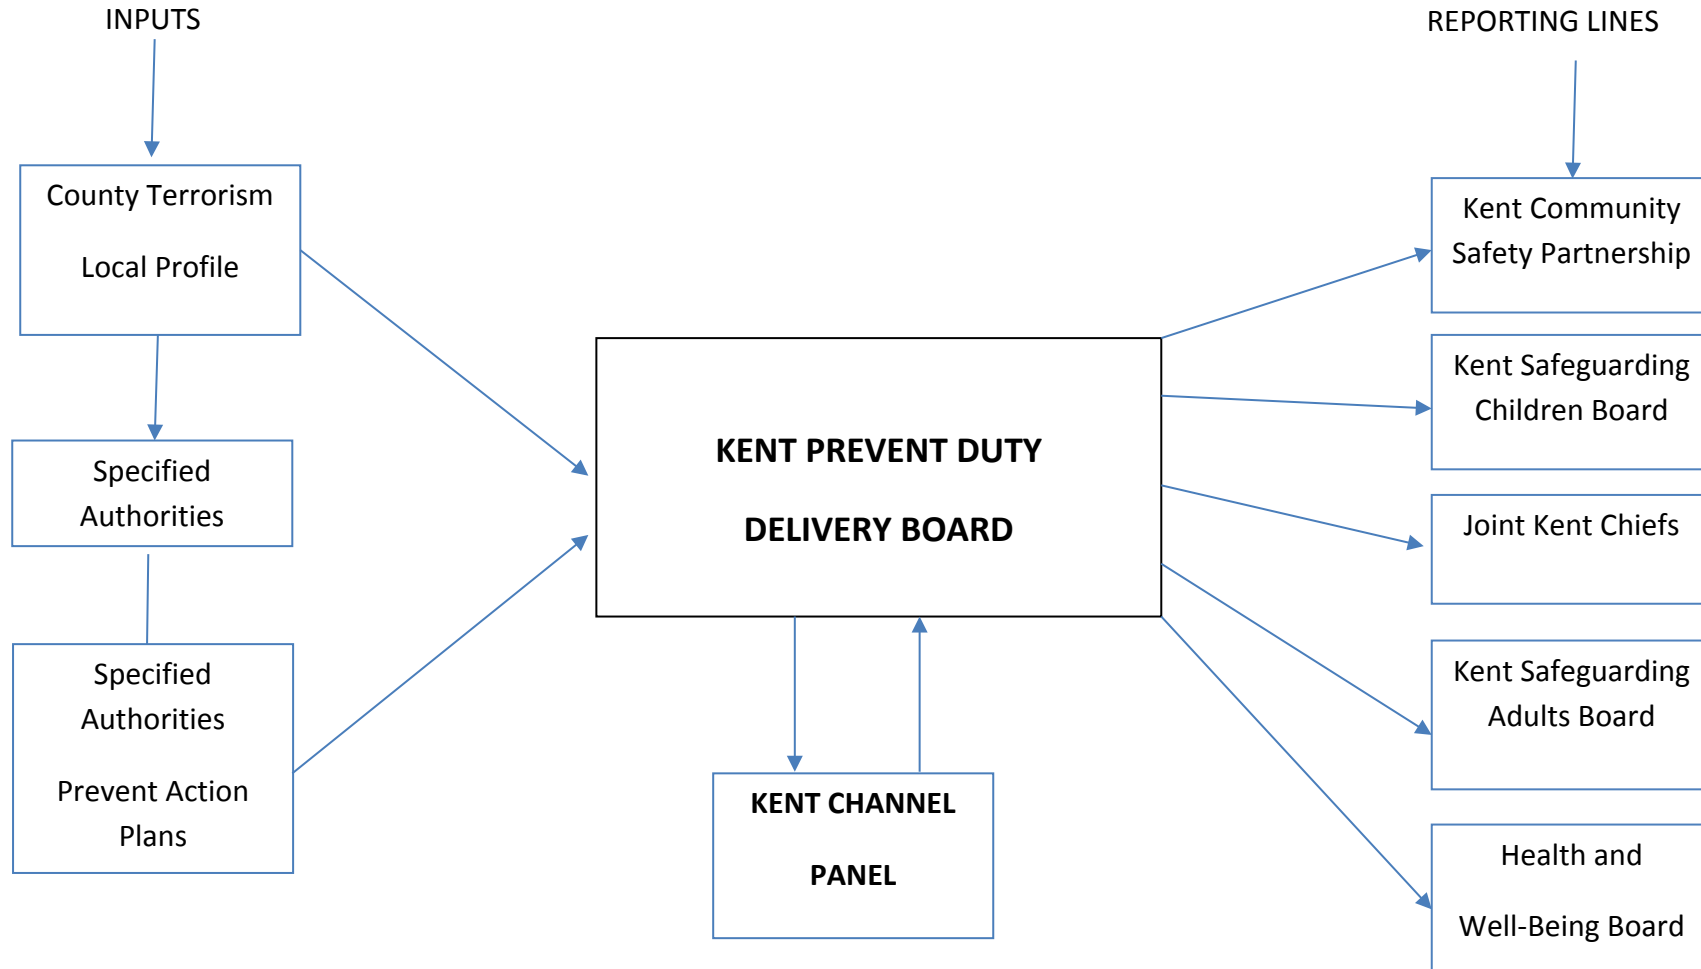 INPUTS
REPORTING LINES
County Terrorism
Local Profile
Specified
Authorities
Specified
Authorities
Prevent Action
Plans
KENT PREVENT DUTY
DELIVERY BOARD
KENT CHANNEL
PANEL
Kent Community
Safety Partnership
Kent Safeguarding
Children Board
Joint Kent Chiefs
Kent Safeguarding
Adults Board
Health and
Well-Being Board